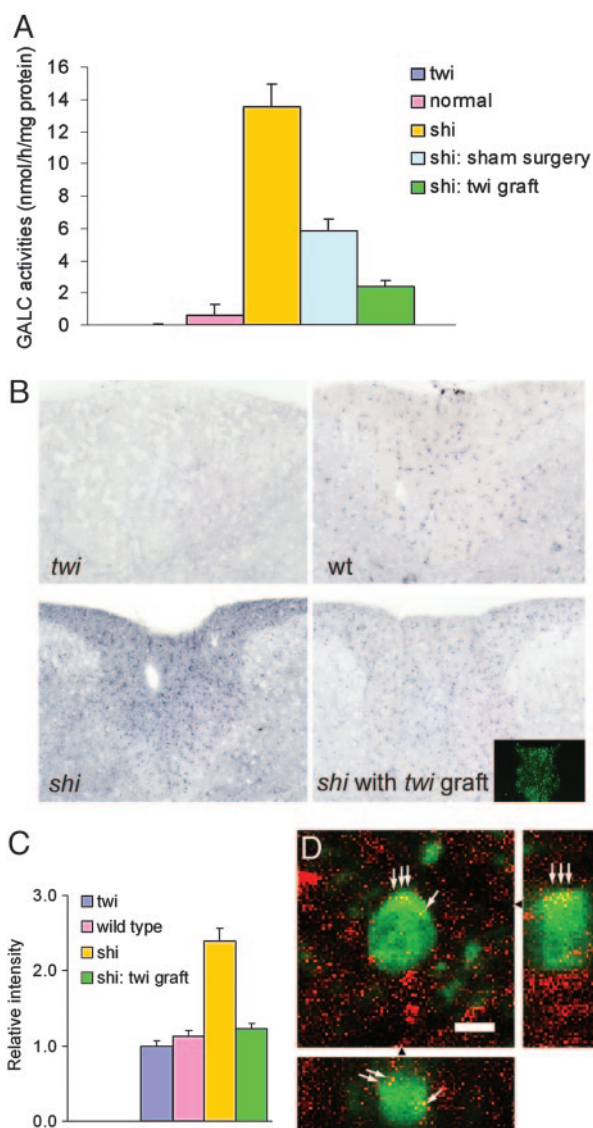 A
GALC activities (nmol/h/mg protein)
16
14
12
10
8
6
4
2
0
twi
normal
shi
shi: sham surgery
shi: twi graft
B
twi
wt
shi
shi with twi graft
C
Relative intensity
3.0
2.0
1.0
0.0
twi
wild type
shi
shi: twi graft
D